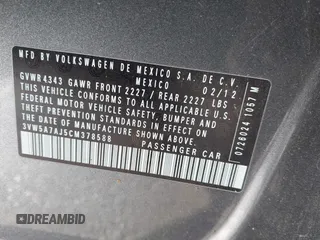 MFD BY VOLKSWAGEN DE MEXICO S.A. DE C.V.
MEXICO 02/12
GVWR 4343 GAWR FRONT 2227 / REAR 2227 LBS
THIS VEHICLE CONFORMS TO ALL APPLICABLE
FEDERAL MOTOR VEHICLE SAFETY, BUMPER AND
THEFT PREVENTION STANDARDS IN EFFECT ON
THE DATE OF MANUFACTURE SHOWN ABOVE
3VW5A7AJ5CM378588 PASSENGER CAR
0726024 1057 M
DREAMBID